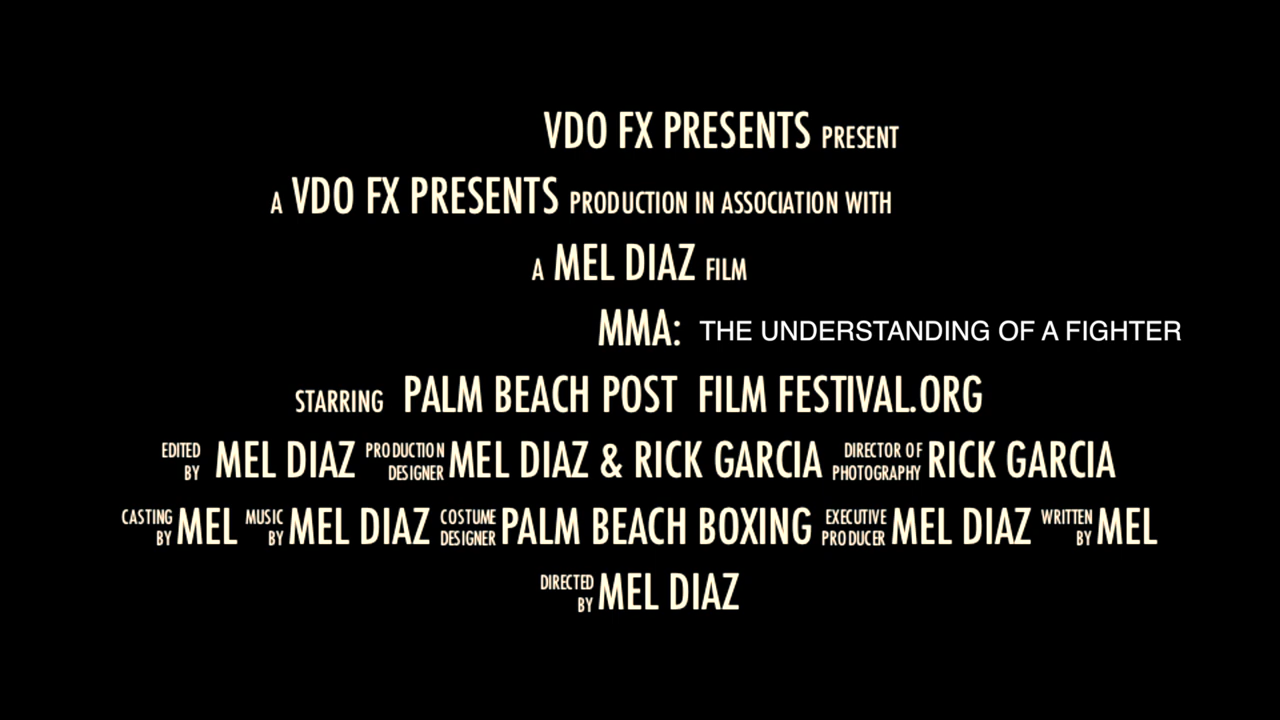 VDO FX PRESENTS PRESENT
A VDO FX PRESENTS PRODUCTION IN ASSOCIATION WITH
A MEL DIAZ FILM
MMA: THE UNDERSTANDING OF A FIGHTER
STARRING PALM BEACH POST FILM FESTIVAL.ORG
EDITED BY MEL DIAZ PRODUCTION DESIGNER MEL DIAZ & RICK GARCIA DIRECTOR OF PHOTOGRAPHY RICK GARCIA
CASTING BY MEL MUSIC BY MEL DIAZ COSTUME DESIGNER PALM BEACH BOXING EXECUTIVE PRODUCER MEL DIAZ WRITTEN BY MEL
DIRECTED BY MEL DIAZ